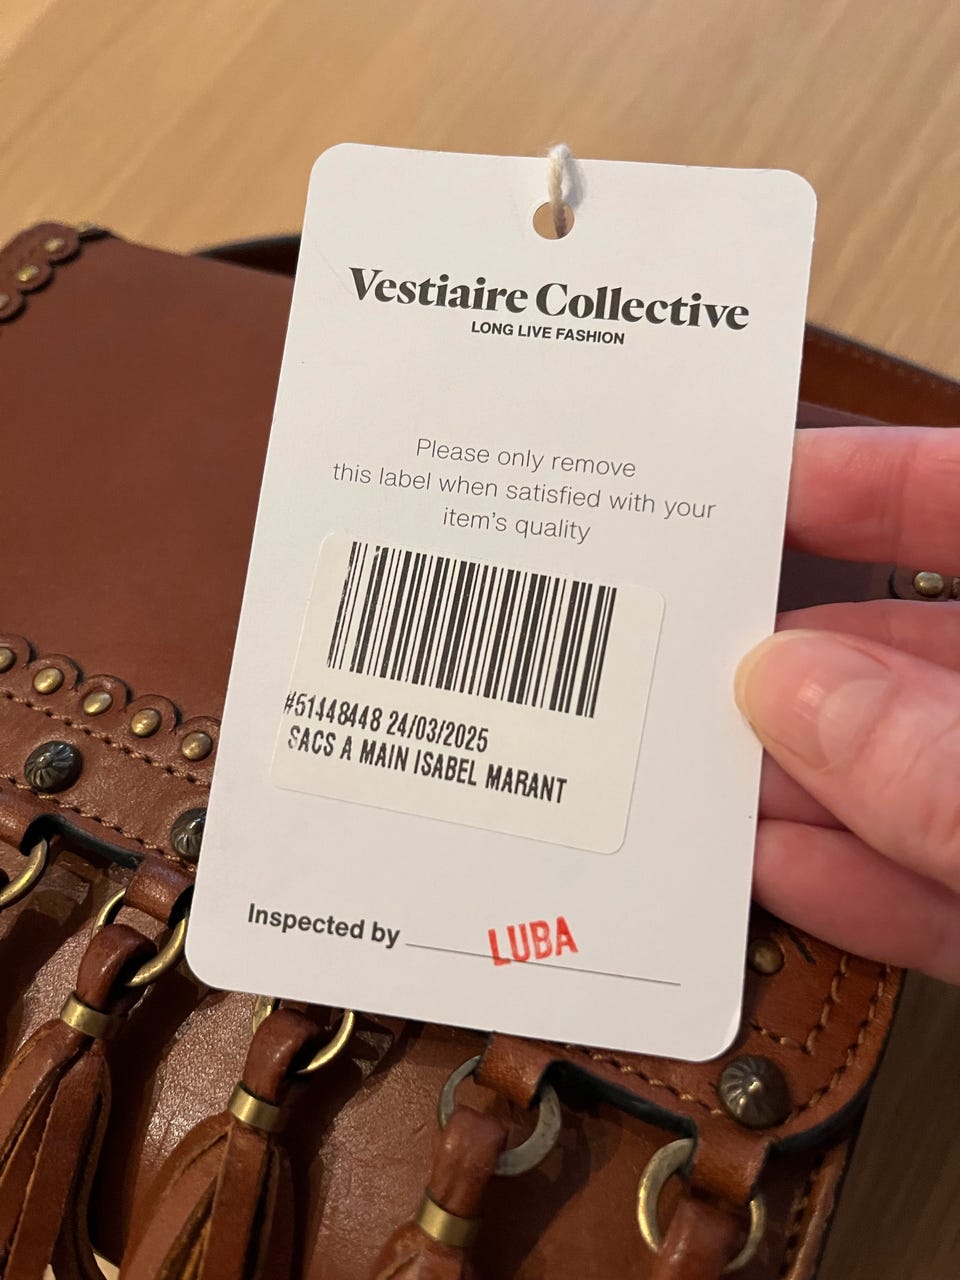 Vestiaire Collective
LONG LIVE FASHION
Please only remove
this label when satisfied with your
item's quality
#51448448 24/03/2025
SACS A MAIN ISABEL MARANT
Inspected by LUBA